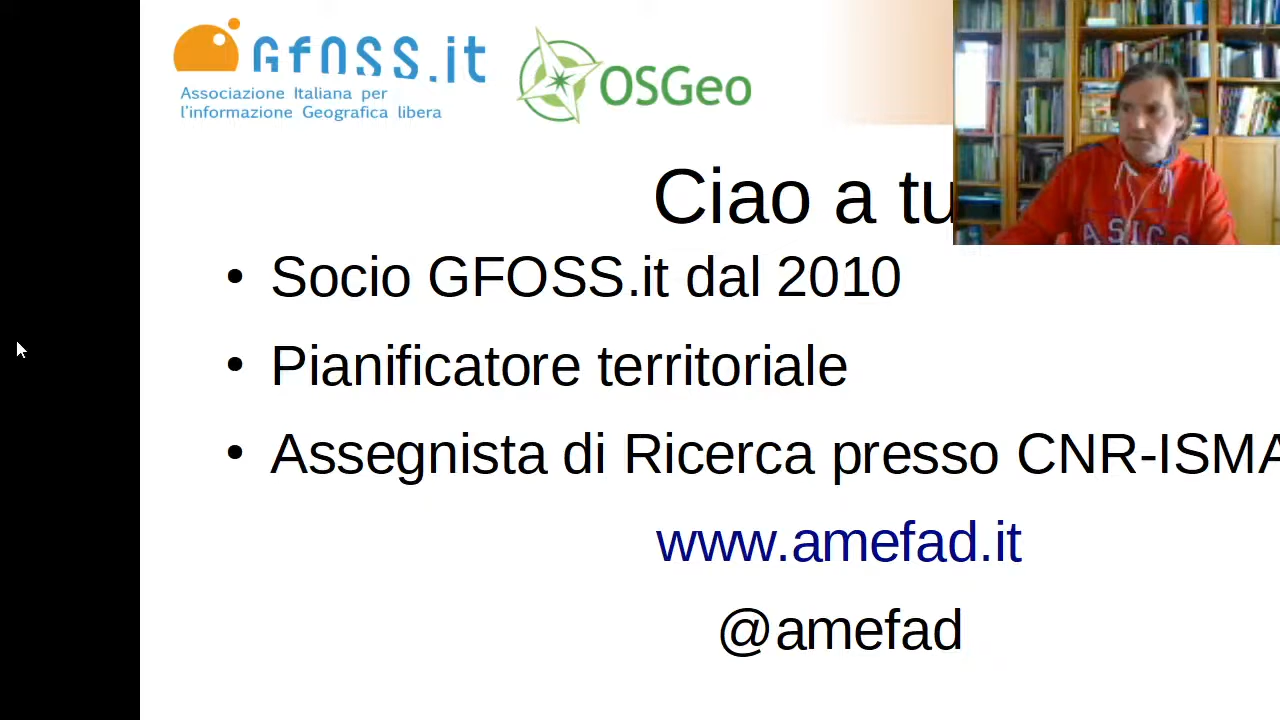 GFOSS.it
Associazione Italiana per
l'informazione Geografica libera
OSGeo
Ciao a tu
• Socio GFOSS.it dal 2010
• Pianificatore territoriale
• Assegnista di Ricerca presso CNR-ISMA
www.amefad.it
@amefad
ASICS